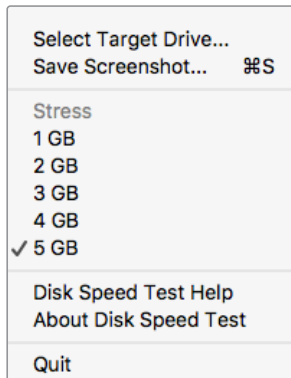 Select Target Drive...
Save Screenshot... ⌘S
Stress
1 GB
2 GB
3 GB
4 GB
✓ 5 GB
Disk Speed Test Help
About Disk Speed Test
Quit